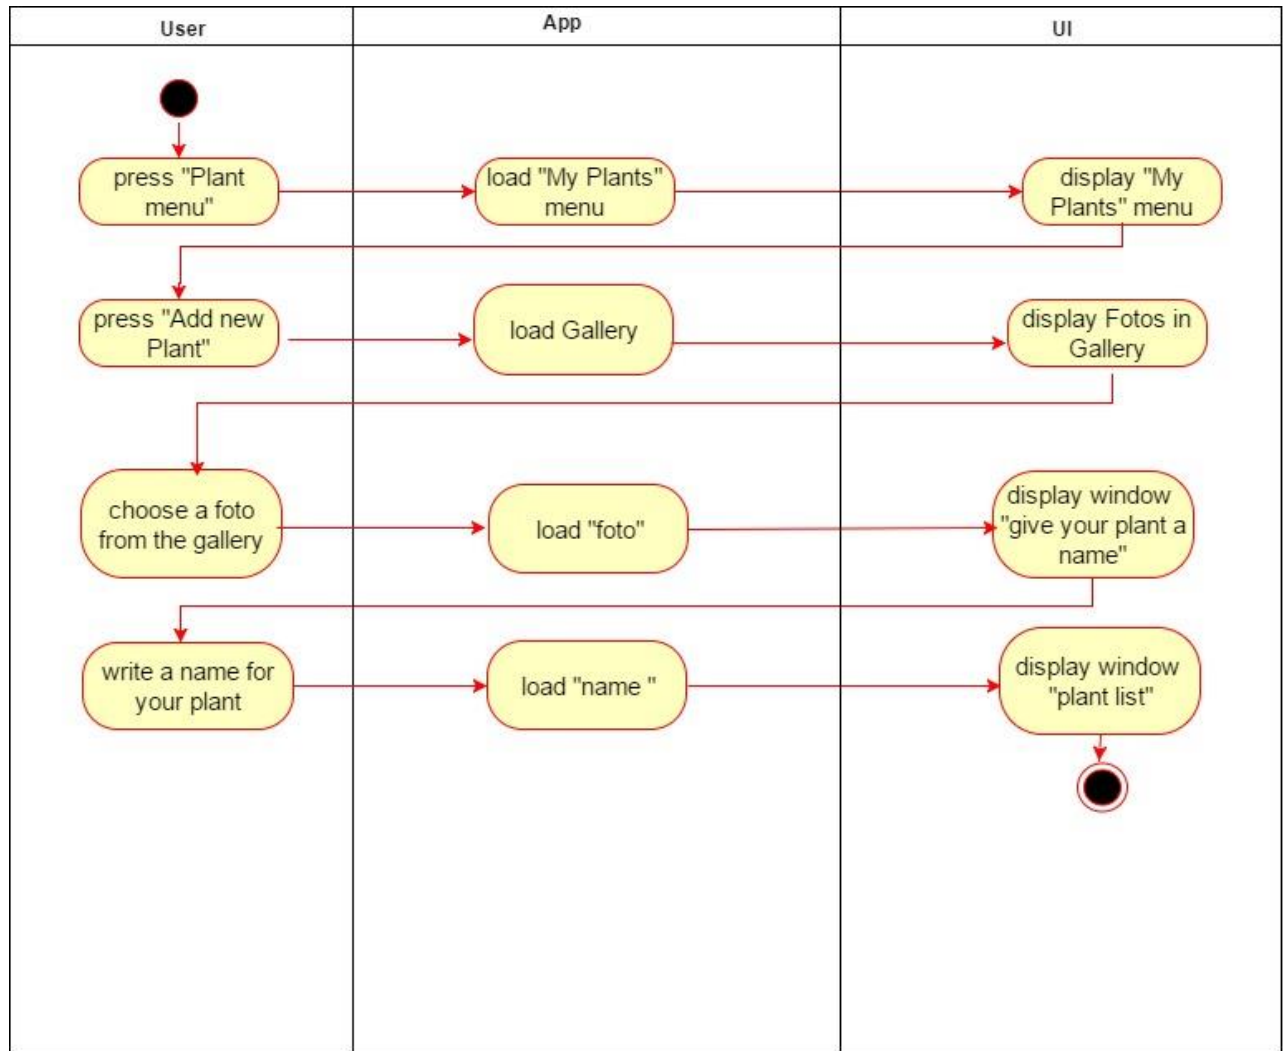 User
App
UI
press "Plant
menu"
load "My Plants"
menu
display "My
Plants" menu
press "Add new
Plant"
load Gallery
display Fotos in
Gallery
choose a foto
from the gallery
load "foto"
display window
"give your plant a
name"
write a name for
your plant
load "name "
display window
"plant list"